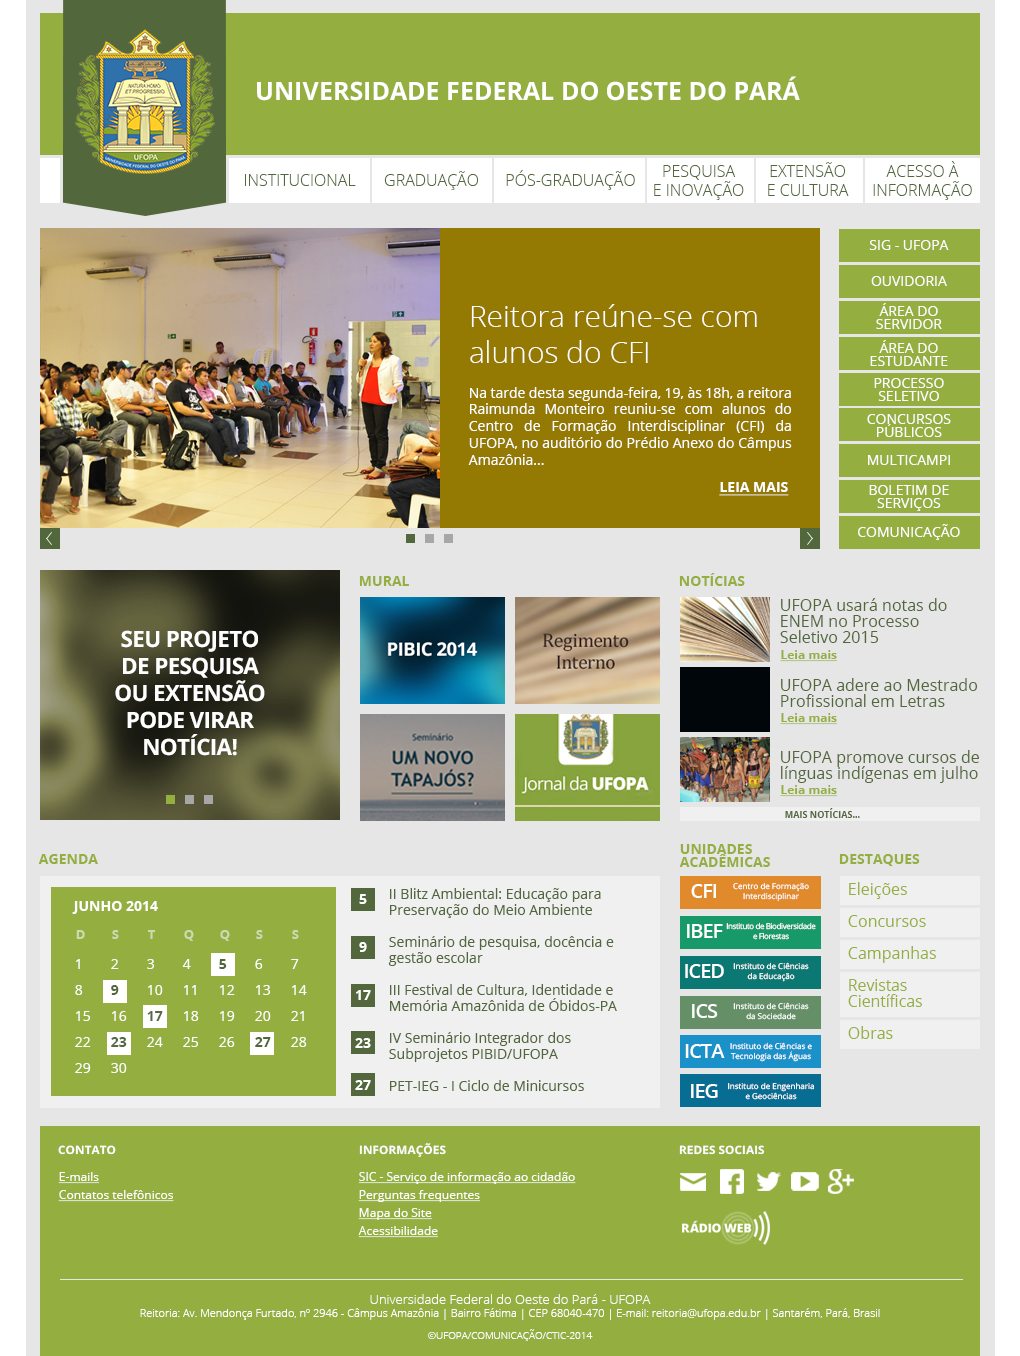 NATURA HOMO
ET PROGRESSIO
UFOPA
UNIVERSIDADE FEDERAL DO OESTE DO PARÁ
UNIVERSIDADE FEDERAL DO OESTE DO PARÁ
INSTITUCIONAL
GRADUAÇÃO
PÓS-GRADUAÇÃO
PESQUISA
E INOVAÇÃO
EXTENSÃO
E CULTURA
ACESSO À
INFORMAÇÃO
Reitora reúne-se com
alunos do CFI
Na tarde desta segunda-feira, 19, às 18h, a reitora
Raimunda Monteiro reuniu-se com alunos do
Centro de Formação Interdisciplinar (CFI) da
UFOPA, no auditório do Prédio Anexo do Câmpus
Amazônia...
LEIA MAIS
SIG - UFOPA
OUVIDORIA
ÁREA DO
SERVIDOR
ÁREA DO
ESTUDANTE
PROCESSO
SELETIVO
CONCURSOS
PÚBLICOS
MULTICAMPI
BOLETIM DE
SERVIÇOS
COMUNICAÇÃO
SEU PROJETO
DE PESQUISA
OU EXTENSÃO
PODE VIRAR
NOTÍCIA!
MURAL
PIBIC 2014
Regimento
Interno
Seminário
UM NOVO
TAPAJÓS?
Jornal da UFOPA
NOTÍCIAS
UFOPA usará notas do
ENEM no Processo
Seletivo 2015
Leia mais
UFOPA adere ao Mestrado
Profissional em Letras
Leia mais
UFOPA promove cursos de
línguas indígenas em julho
Leia mais
MAIS NOTÍCIAS...
AGENDA
JUNHO 2014
D S T Q Q S S
1 2 3 4 5 6 7
8 9 10 11 12 13 14
15 16 17 18 19 20 21
22 23 24 25 26 27 28
29 30
5 II Blitz Ambiental: Educação para
Preservação do Meio Ambiente
9 Seminário de pesquisa, docência e
gestão escolar
17 III Festival de Cultura, Identidade e
Memória Amazônida de Óbidos-PA
23 IV Seminário Integrador dos
Subprojetos PIBID/UFOPA
27 PET-IEG - I Ciclo de Minicursos
UNIDADES
ACADÊMICAS
CFI Centro de Formação
Interdisciplinar
IBEF Instituto de Biodiversidade
e Florestas
ICED Instituto de Ciências
da Educação
ICS Instituto de Ciências
da Sociedade
ICTA Instituto de Ciências e
Tecnologia das Águas
IEG Instituto de Engenharia
e Geociências
DESTAQUES
Eleições
Concursos
Campanhas
Revistas
Científicas
Obras
CONTATO
E-mails
Contatos telefônicos
INFORMAÇÕES
SIC - Serviço de informação ao cidadão
Perguntas frequentes
Mapa do Site
Acessibilidade
REDES SOCIAIS
RÁDIO WEB
Universidade Federal do Oeste do Pará - UFOPA
Reitoria: Av. Mendonça Furtado, nº 2946 - Câmpus Amazônia | Bairro Fátima | CEP 68040-470 | E-mail: reitoria@ufopa.edu.br | Santarém, Pará, Brasil
©UFOPA/COMUNICAÇÃO/CTIC-2014